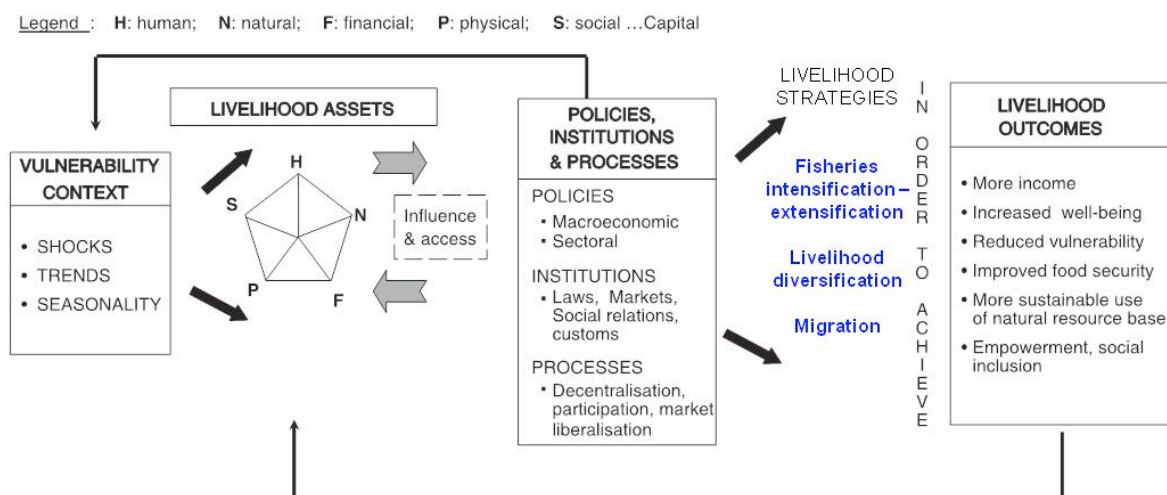 Legend : H: human; N: natural; F: financial; P: physical; S: social ...Capital
LIVELIHOOD ASSETS
VULNERABILITY
CONTEXT
• SHOCKS
• TRENDS
• SEASONALITY
H
S
N
P
F
Influence
& access
POLICIES,
INSTITUTIONS
& PROCESSES
POLICIES
▪ Macroeconomic
▪ Sectoral
INSTITUTIONS
▪ Laws, Markets,
Social relations,
customs
PROCESSES
▪ Decentralisation,
participation, market
liberalisation
LIVELIHOOD
STRATEGIES
Fisheries
intensification –
extensification
Livelihood
diversification
Migration
IN ORDER TO ACHIEVE
LIVELIHOOD
OUTCOMES
• More income
• Increased well-being
• Reduced vulnerability
• Improved food security
• More sustainable use
of natural resource base
• Empowerment, social
inclusion